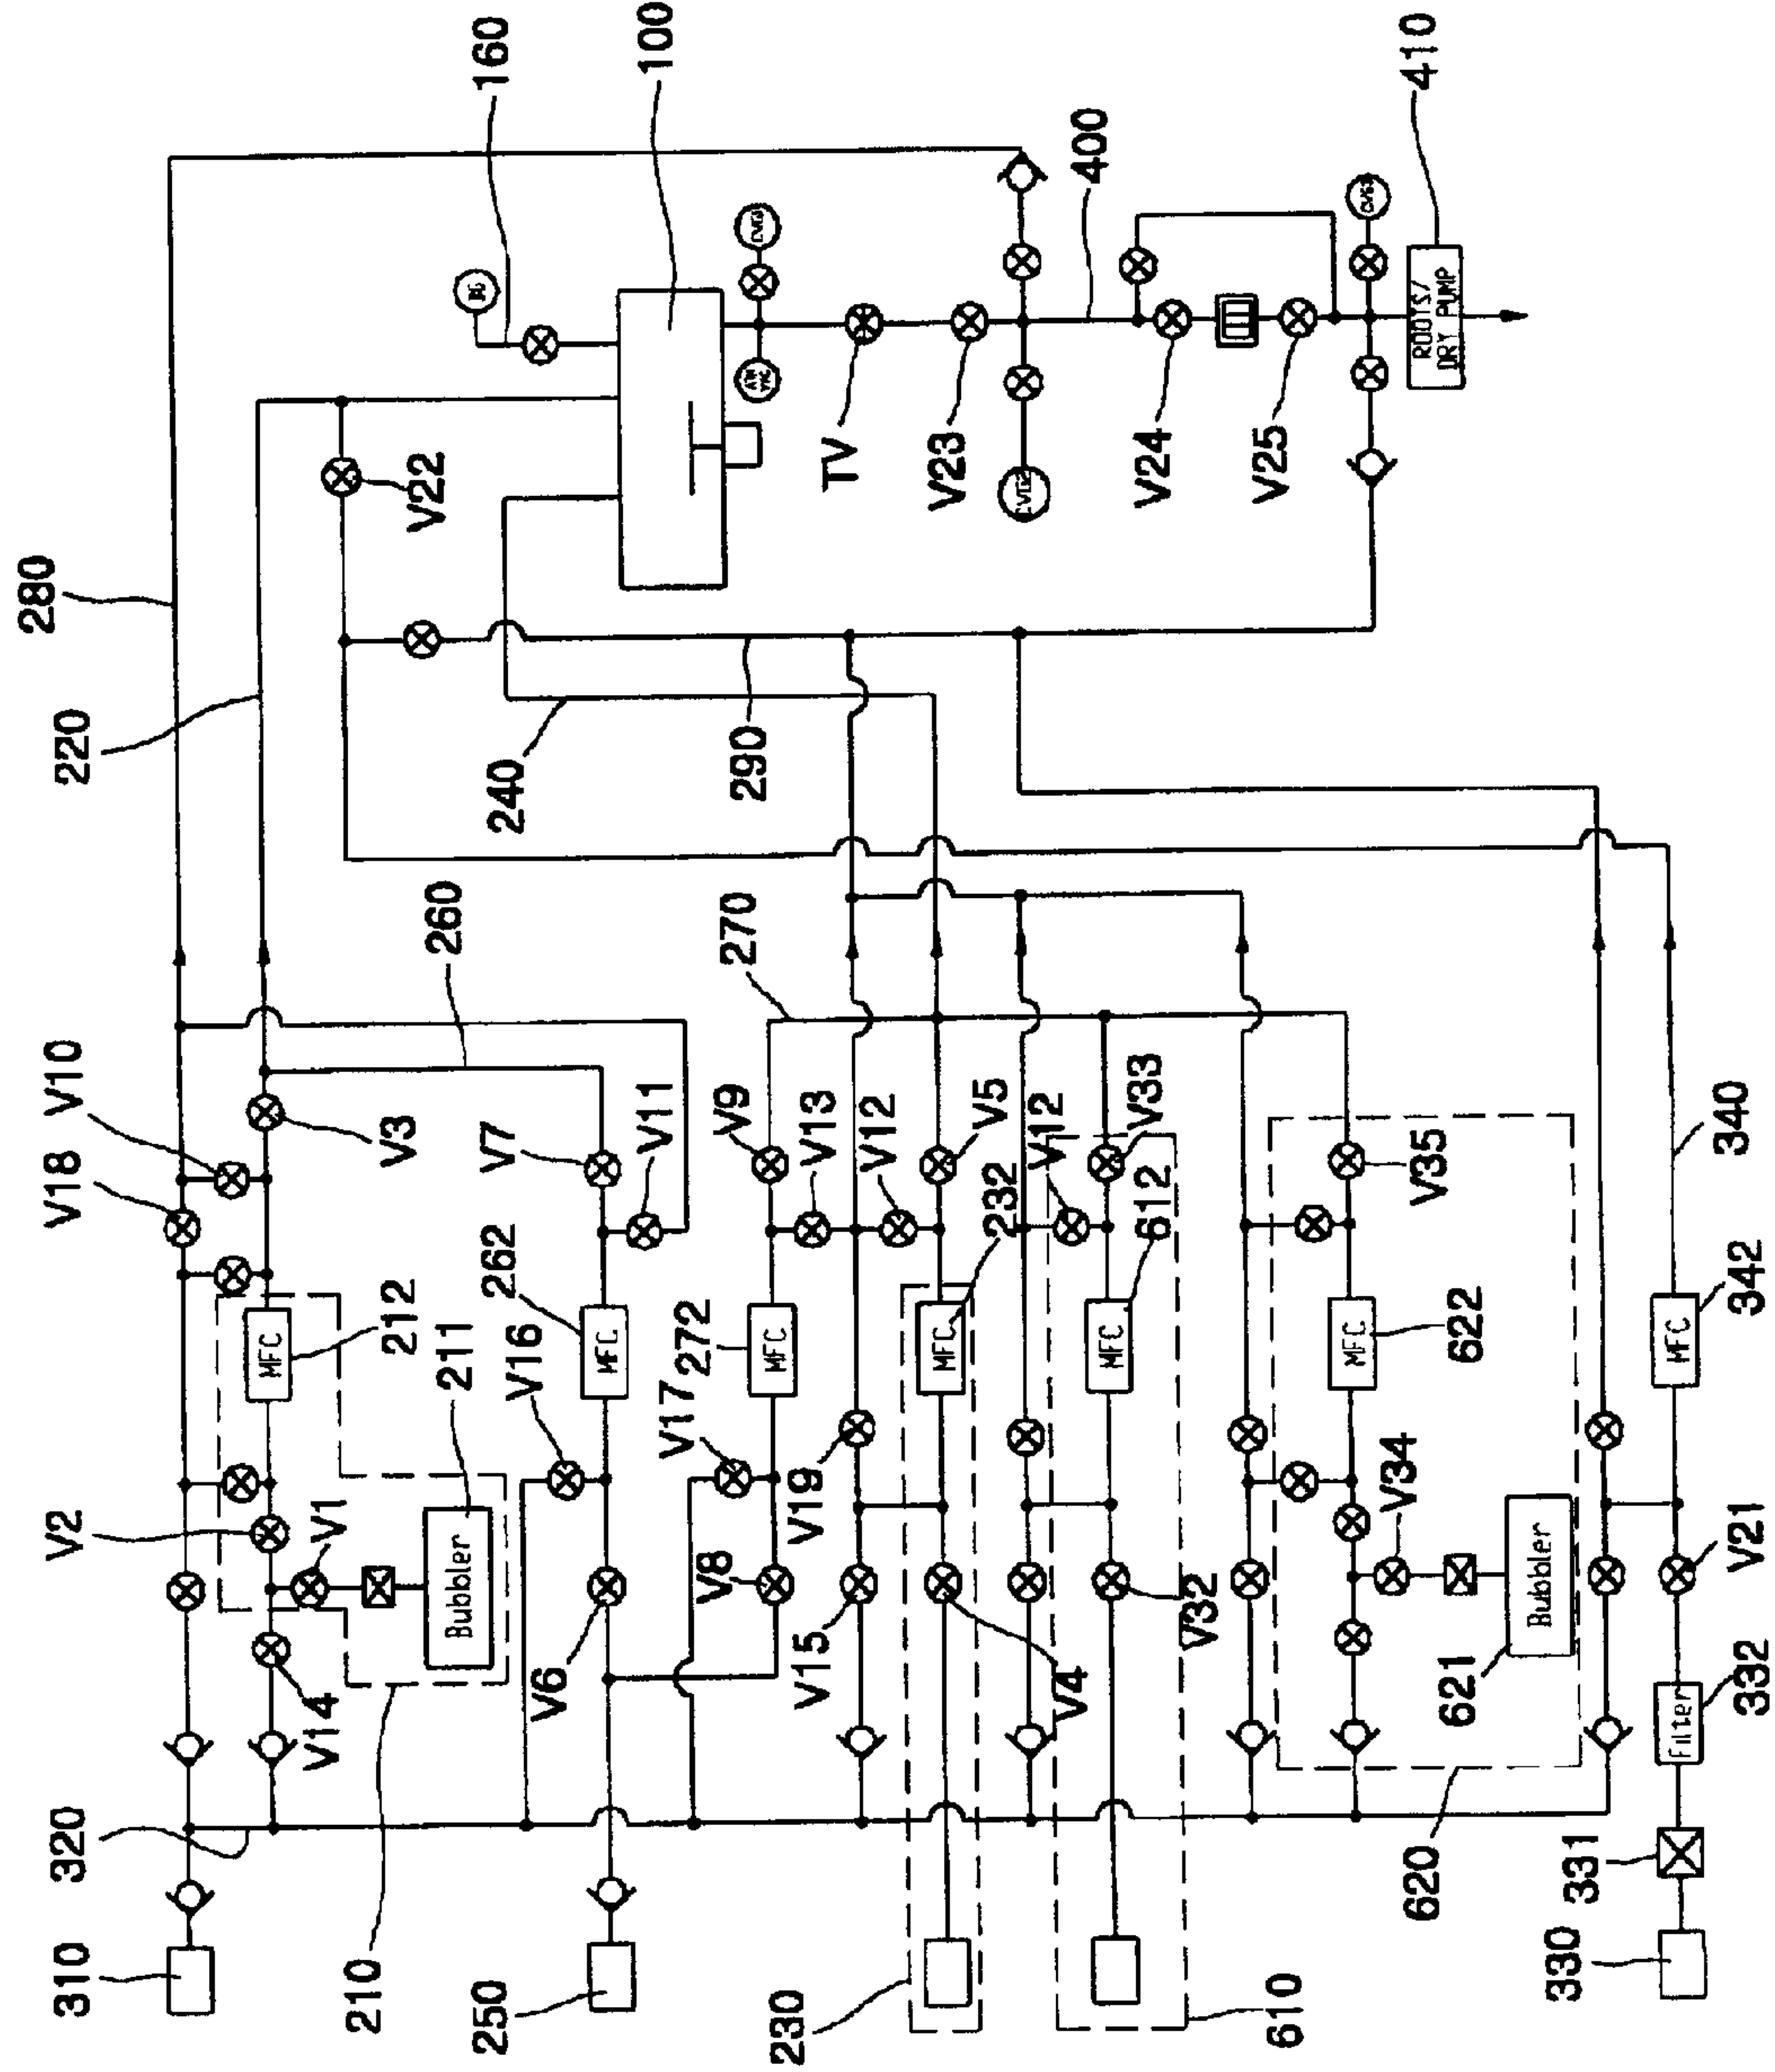 310
320
210
V14
V2
V1
211
Bubbler
MFC
212
V18
V10
V3
260
220
280
V22
160
100
250
V6
V16
262
MFC
V7
V11
V8
V17
272
MFC
V9
V13
270
240
290
TV
V23
400
V24
V25
410
ROOTS/
DRY PUMP
230
V15
V4
V19
MFC
232
V12
V5
610
V32
MFC
612
V12
V33
620
621
Bubbler
V34
MFC
622
V35
330
331
Filter
332
V21
MFC
342
340